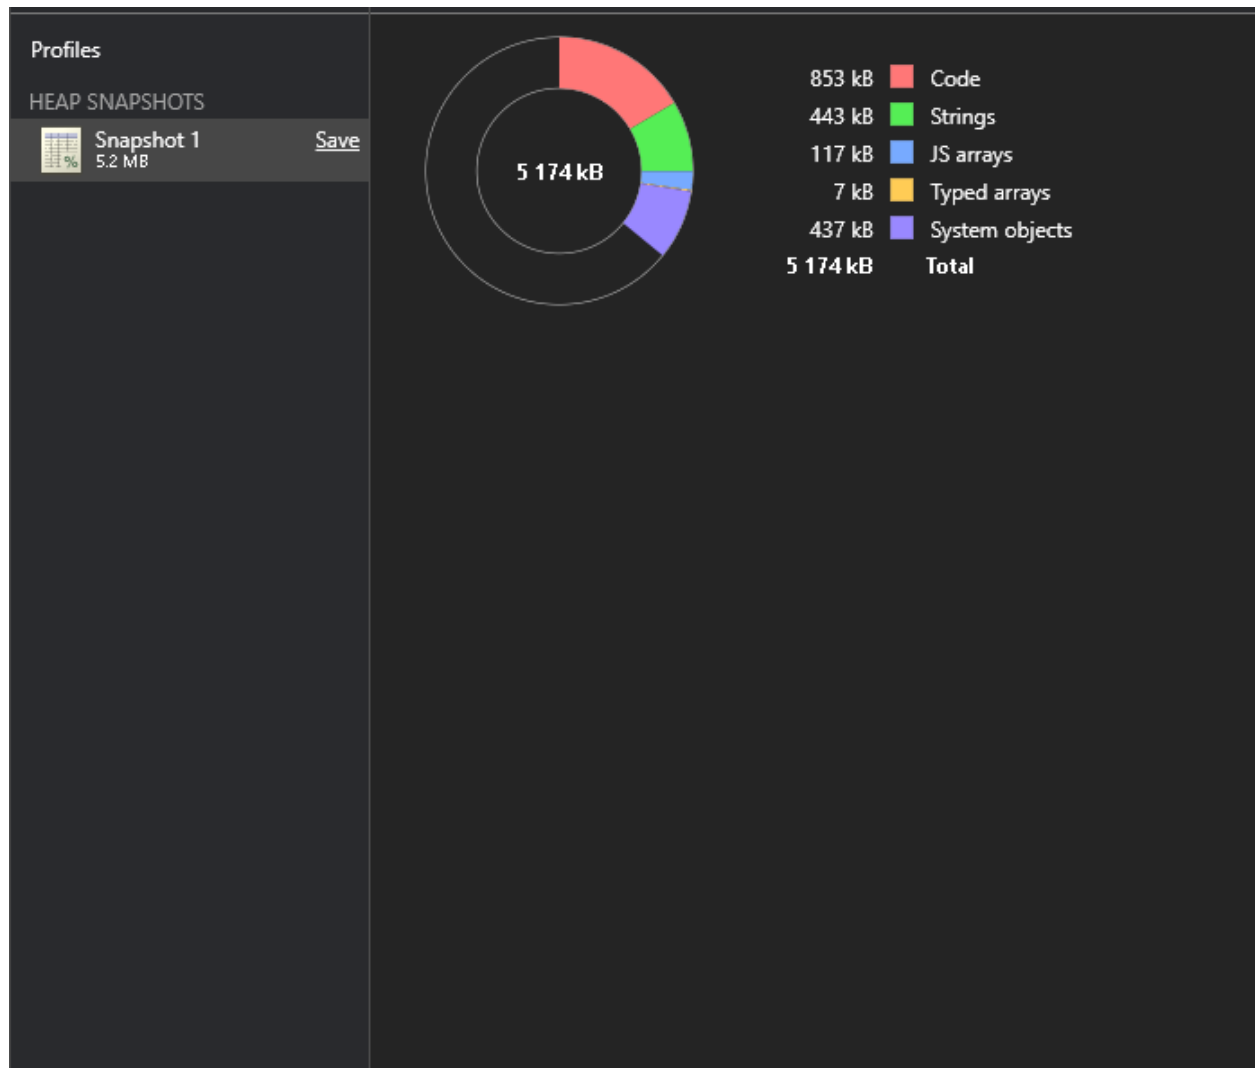 Profiles
HEAP SNAPSHOTS
Snapshot 1 Save
5.2 MB
%
5 174 kB
853 kB Code
443 kB Strings
117 kB JS arrays
7 kB Typed arrays
437 kB System objects
5 174 kB Total